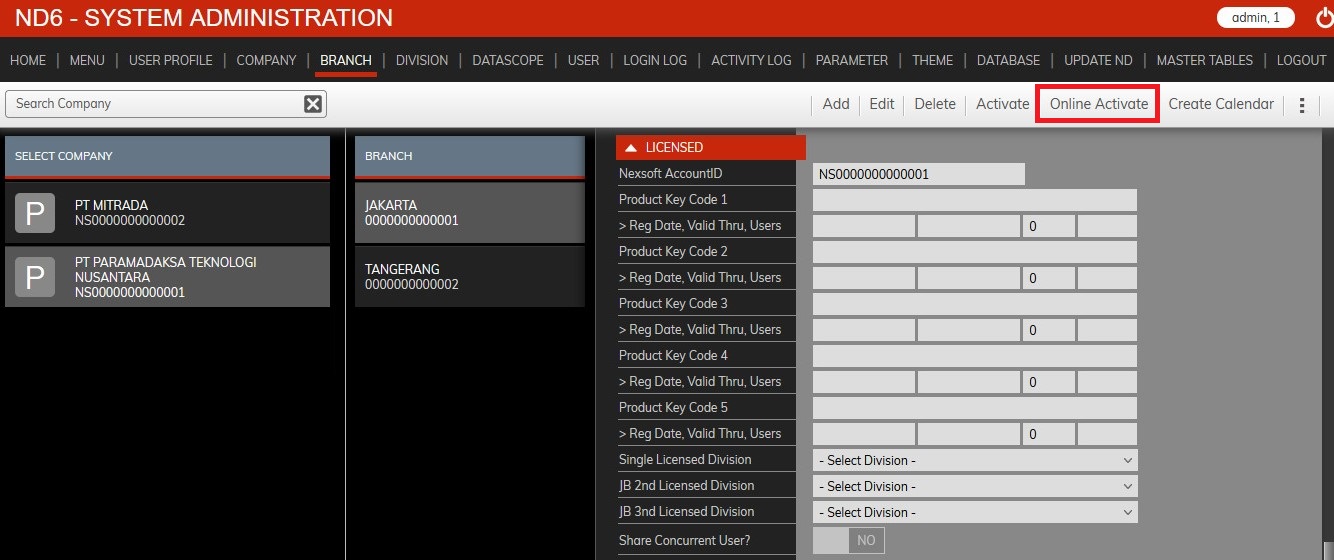 ND6 - SYSTEM ADMINISTRATION
admin, 1
HOME | MENU | USER PROFILE | COMPANY | BRANCH | DIVISION | DATASCOPE | USER | LOGIN LOG | ACTIVITY LOG | PARAMETER | THEME | DATABASE | UPDATE ND | MASTER TABLES | LOGOUT
Search Company
Add | Edit | Delete | Activate | Online Activate | Create Calendar
SELECT COMPANY
P
PT MITRADA
NS0000000000002
P
PT PARAMADAKSA TEKNOLOGI
NUSANTARA
NS0000000000001
BRANCH
JAKARTA
0000000000001
TANGERANG
0000000000002
LICENSED
Nexsoft AccountID NS0000000000001
Product Key Code 1
> Reg Date, Valid Thru, Users 0
Product Key Code 2
> Reg Date, Valid Thru, Users 0
Product Key Code 3
> Reg Date, Valid Thru, Users 0
Product Key Code 4
> Reg Date, Valid Thru, Users 0
Product Key Code 5
> Reg Date, Valid Thru, Users 0
Single Licensed Division - Select Division -
JB 2nd Licensed Division - Select Division -
JB 3nd Licensed Division - Select Division -
Share Concurrent User? NO